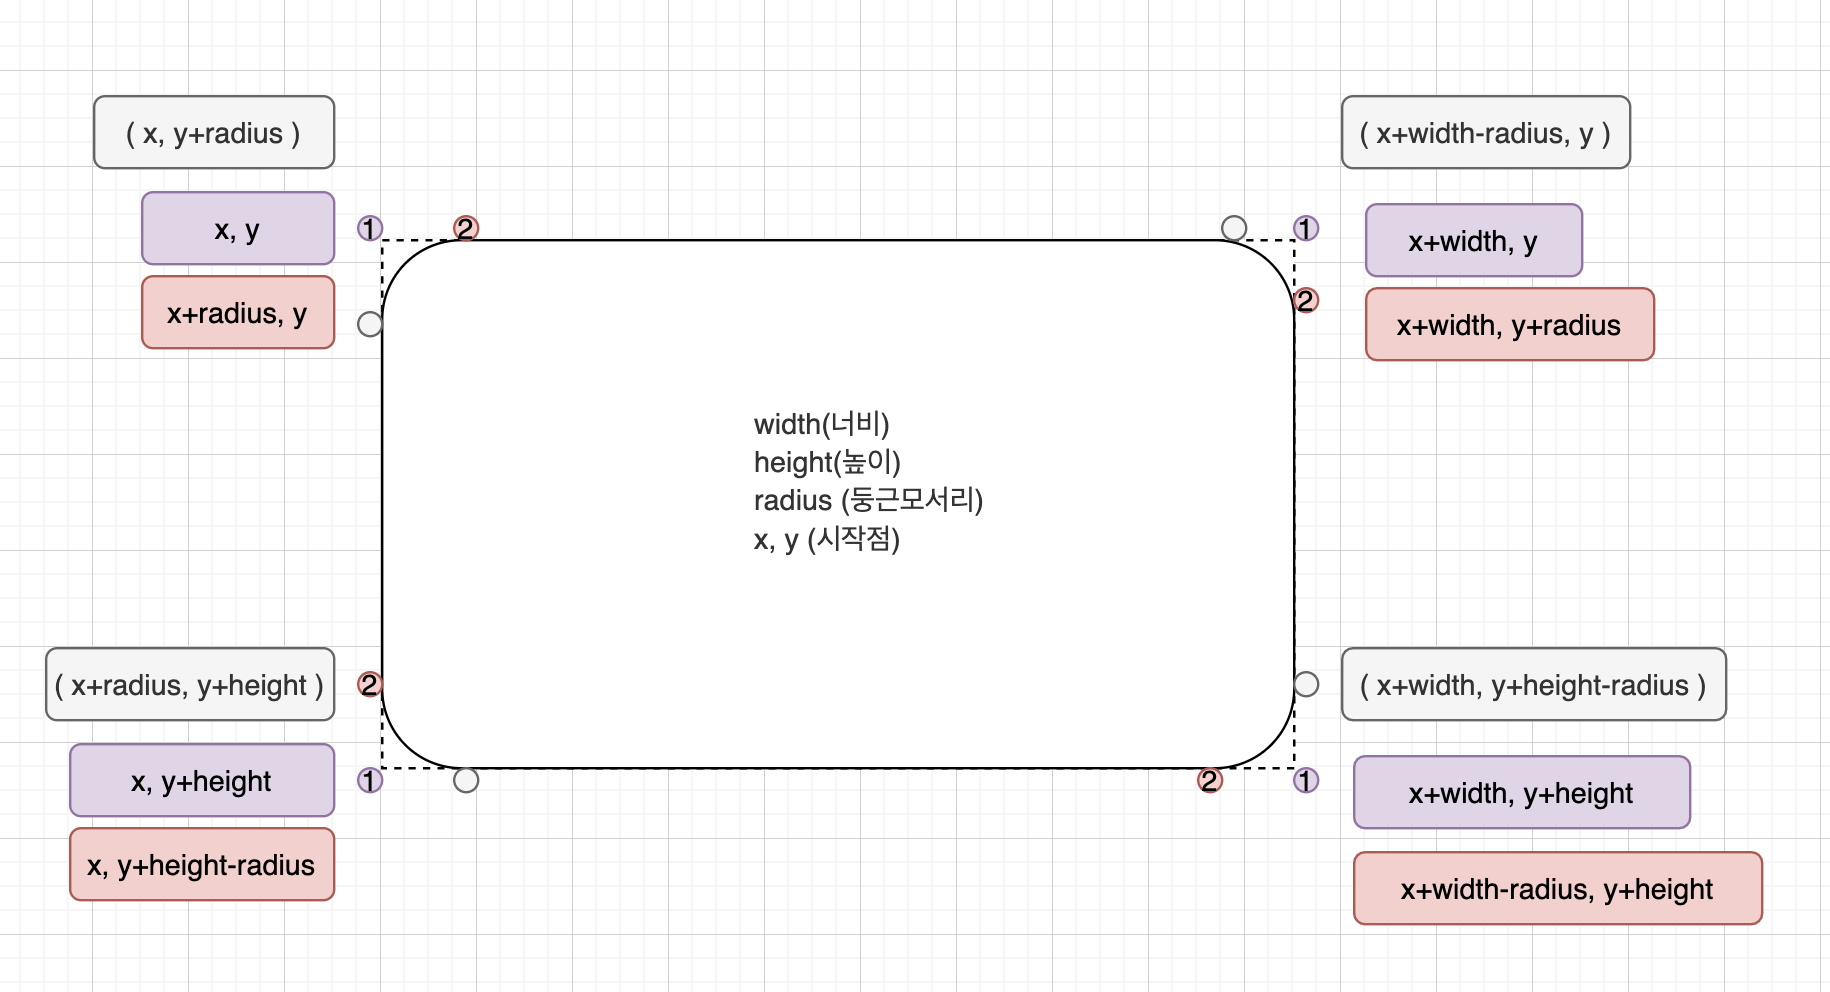 ( x, y+radius )
( x+width-radius, y )
x, y
1
2
1
x+width, y
x+radius, y
2
x+width, y+radius
width(너비)
height(높이)
radius (둥근모서리)
x, y (시작점)
( x+radius, y+height )
2
( x+width, y+height-radius )
x, y+height
1
2
1
x+width, y+height
x, y+height-radius
x+width-radius, y+height